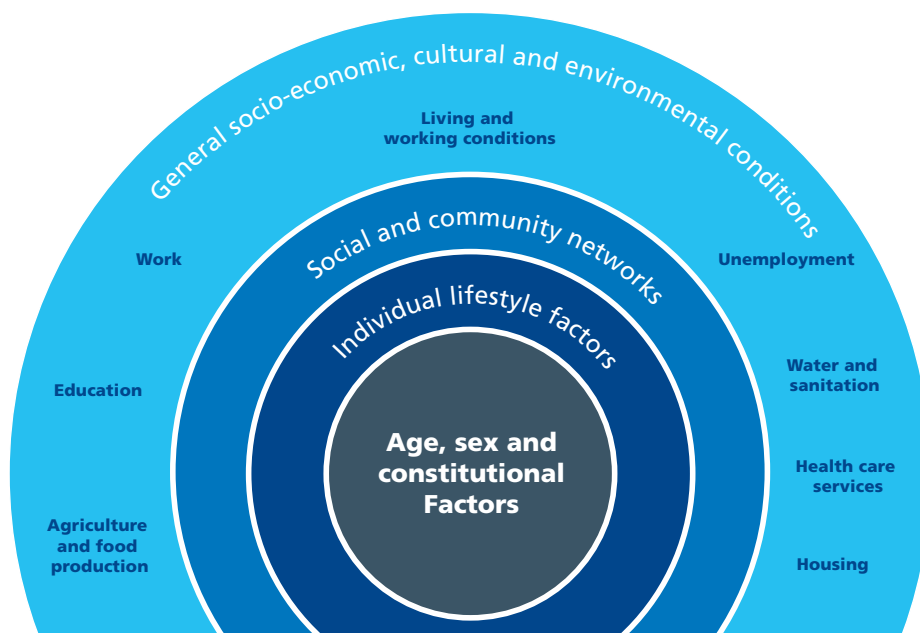 General socio-economic, cultural and environmental conditions
Living and
working conditions
Social and community networks
Work
Unemployment
Individual lifestyle factors
Education
Water and
sanitation
Age, sex and
constitutional
Factors
Health care
services
Agriculture
and food
production
Housing